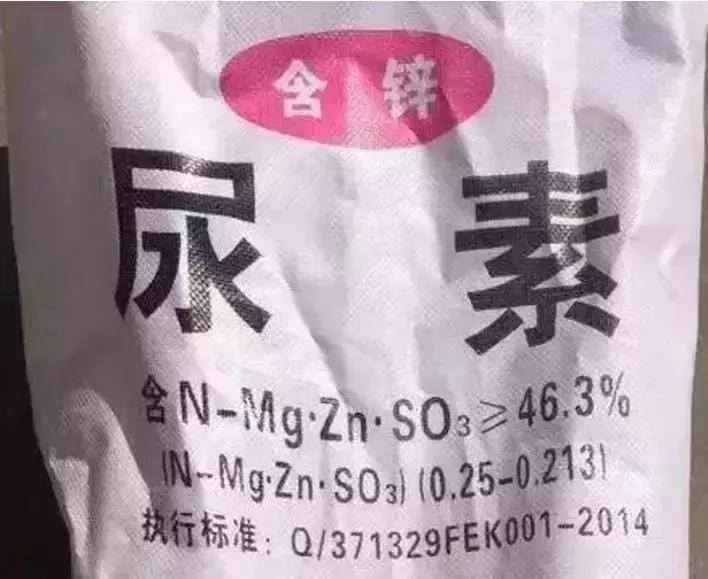 含锌
尿素
含N-Mg·Zn·SO₃≥46.3%
(N-Mg·Zn·SO₃)(0.25-0.213)
执行标准：Q/371329FEK001-2014